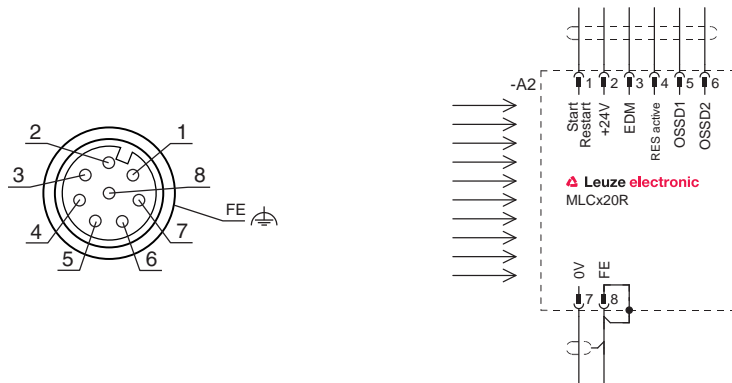 2
1
3
8
4
7
5
6
FE
-A2
1 2 3 4 5 6
Start
Restart
+24V
EDM
RES active
OSSD1
OSSD2
Leuze electronic
MLCx20R
0V
FE
7 8